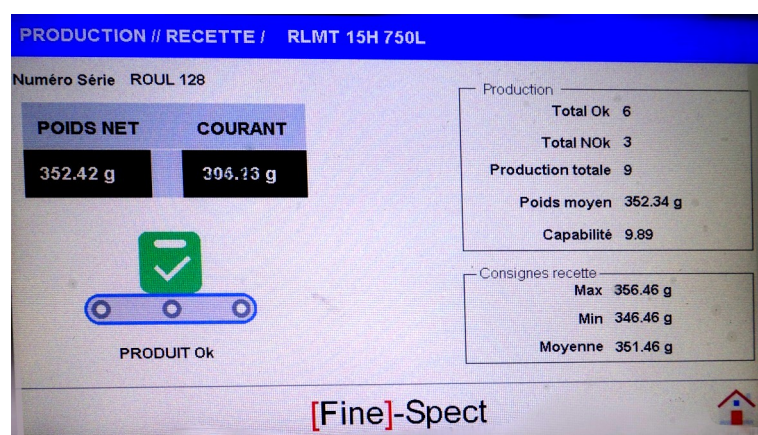 PRODUCTION // RECETTE / RLMT 15H 750L
Numéro Série ROUL 128
POIDS NET COURANT
352.42 g
PRODUIT Ok
Production
Total Ok 6
Total NOk 3
Production totale 9
Poids moyen 352.34 g
Capabilité 9.89
Consignes recette
Max 356.46 g
Min 346.46 g
Moyenne 351.46 g
[Fine]-Spect